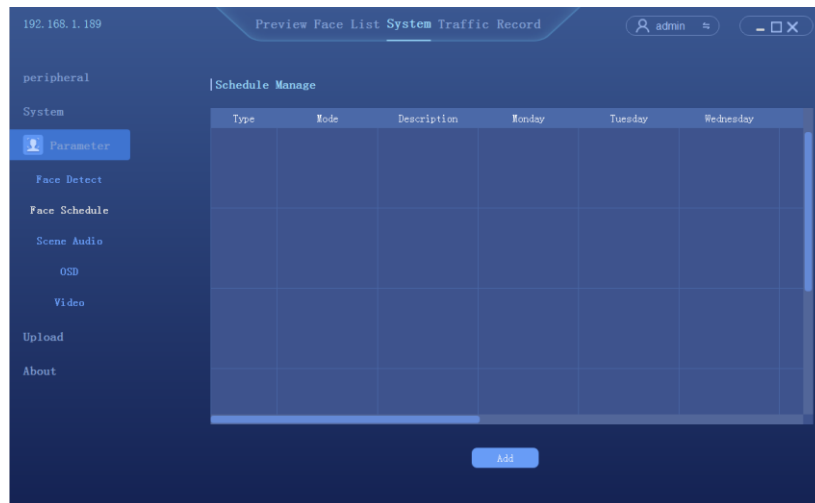 192.168.1.189 Preview Face List System Traffic Record admin
peripheral
Schedule Manage
System
Type Mode Description Monday Tuesday Wednesday
Parameter
Face Detect
Face Schedule
Scene Audio
OSD
Video
Upload
About
Add